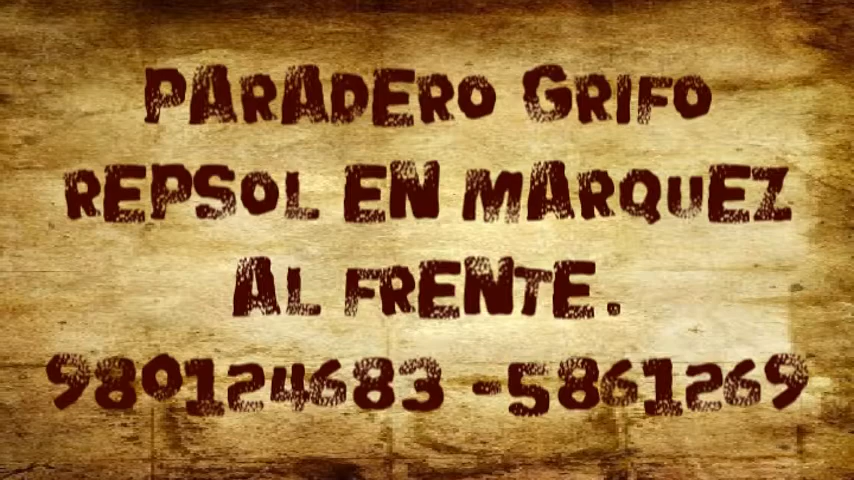 PARADERO GRIFO
REPSOL EN MARQUEZ
AL FRENTE.
980124683 -5861269